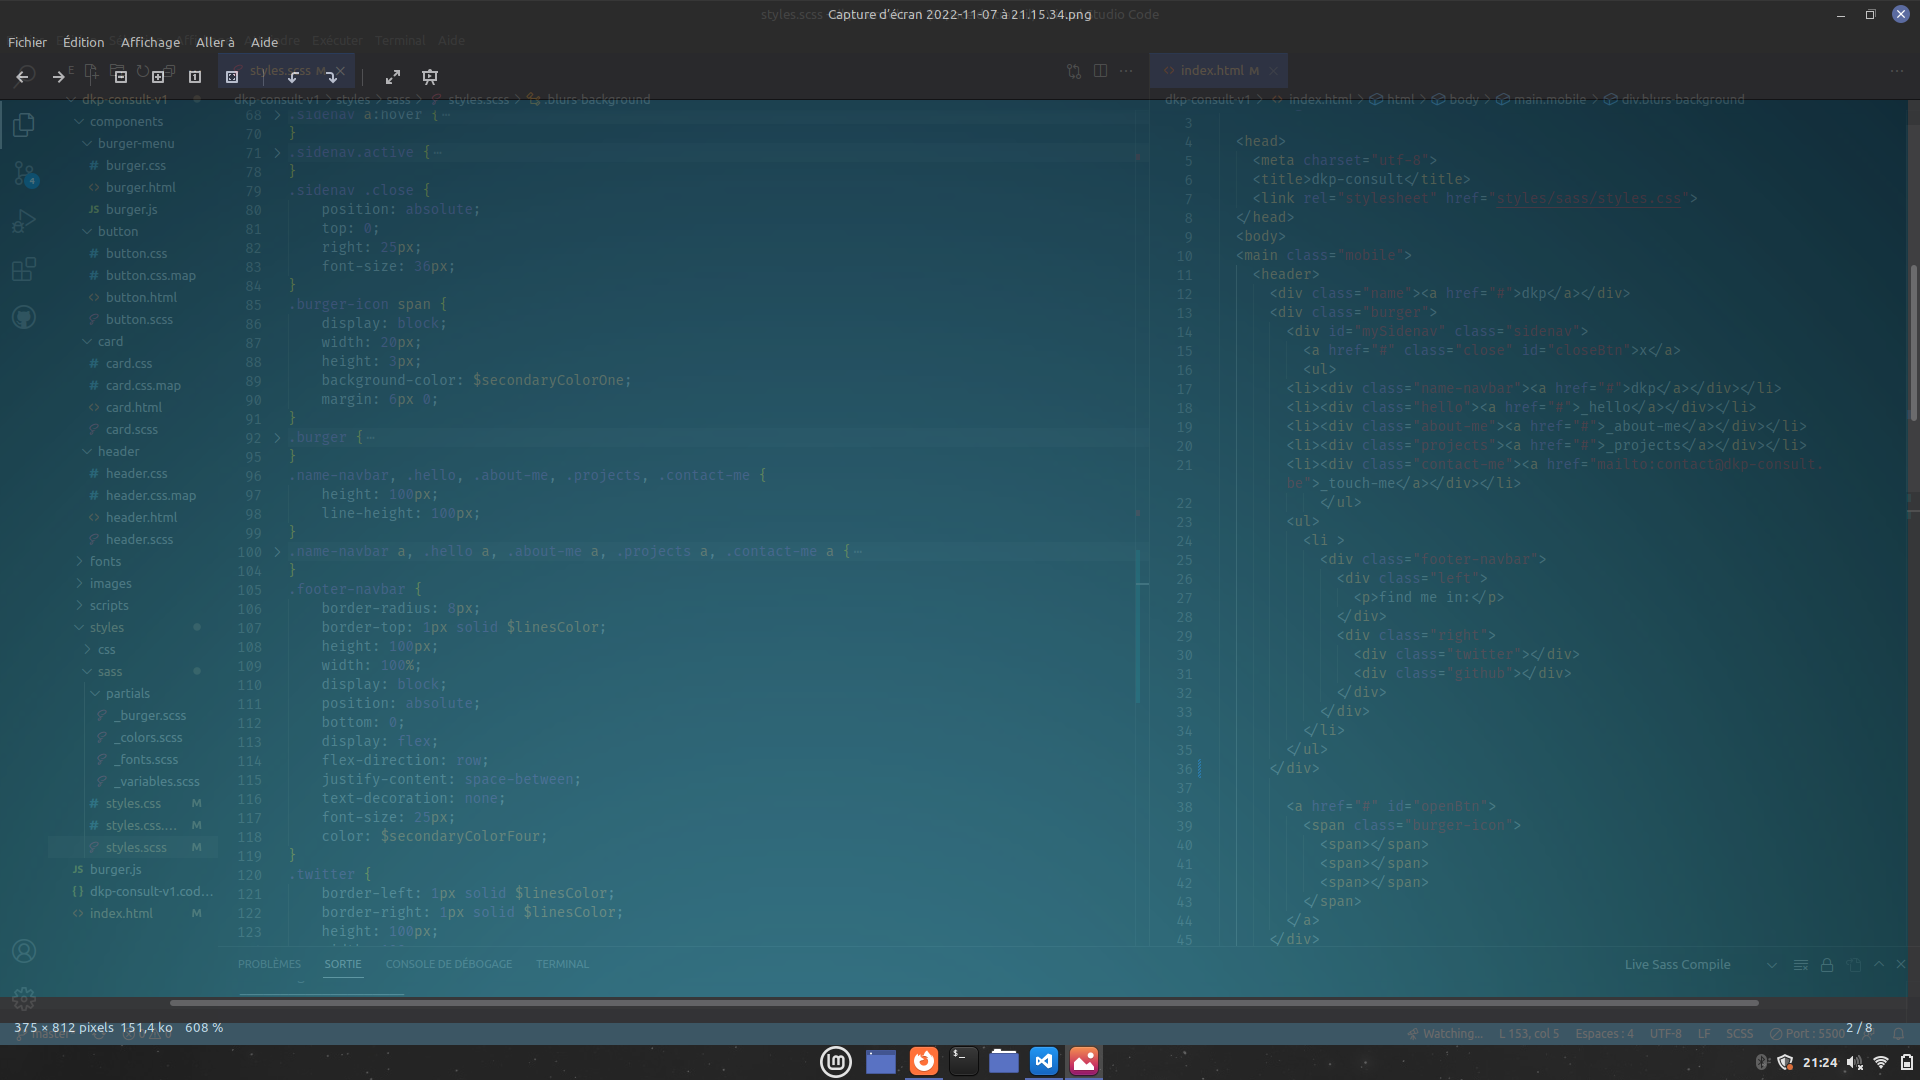 styles.scss
Capture d'écran 2022-11-07 à 21.15.34.png
Studio Code
Fichier Édition Affichage Aller à Aide
Exécuter Terminal Aide
styles.scss M
index.html M
dkp-consult-v1
dkp-consult-v1 > styles > sass > styles.scss > .blurs-background
dkp-consult-v1 > index.html > html > body > main.mobile > div.blurs-background
components
burger-menu
# burger.css
<> burger.html
JS burger.js
button
# button.css
# button.css.map
<> button.html
button.scss
card
# card.css
# card.css.map
<> card.html
card.scss
header
# header.css
# header.css.map
<> header.html
header.scss
fonts
images
scripts
styles
css
sass
partials
_burger.scss
_colors.scss
_fonts.scss
_variables.scss
# styles.css M
# styles.css.... M
styles.scss M
JS burger.js
{} dkp-consult-v1.cod...
<> index.html M
68 .sidenav a:hover {
70 }
71 .sidenav.active {
78 }
79 .sidenav .close {
80 position: absolute;
81 top: 0;
82 right: 25px;
83 font-size: 36px;
84 }
85 .burger-icon span {
86 display: block;
87 width: 20px;
88 height: 3px;
89 background-color: $secondaryColorOne;
90 margin: 6px 0;
91 }
92 .burger {
95 }
96 .name-navbar, .hello, .about-me, .projects, .contact-me {
97 height: 100px;
98 line-height: 100px;
99 }
100 .name-navbar a, .hello a, .about-me a, .projects a, .contact-me a {
104 }
105 .footer-navbar {
106 border-radius: 8px;
107 border-top: 1px solid $linesColor;
108 height: 100px;
109 width: 100%;
110 display: block;
111 position: absolute;
112 bottom: 0;
113 display: flex;
114 flex-direction: row;
115 justify-content: space-between;
116 text-decoration: none;
117 font-size: 25px;
118 color: $secondaryColorFour;
119 }
120 .twitter {
121 border-left: 1px solid $linesColor;
122 border-right: 1px solid $linesColor;
123 height: 100px;
3
4 <head>
5 <meta charset="utf-8">
6 <title>dkp-consult</title>
7 <link rel="stylesheet" href="styles/sass/styles.css">
8 </head>
9 <body>
10 <main class="mobile">
11 <header>
12 <div class="name"><a href="#">dkp</a></div>
13 <div class="burger">
14 <div id="mySidenav" class="sidenav">
15 <a href="#" class="close" id="closeBtn">x</a>
16 <ul>
17 <li><div class="name-navbar"><a href="#">dkp</a></div></li>
18 <li><div class="hello"><a href="#">_hello</a></div></li>
19 <li><div class="about-me"><a href="#">_about-me</a></div></li>
20 <li><div class="projects"><a href="#">_projects</a></div></li>
21 <li><div class="contact-me"><a href="mailto:contact@dkp-consult.
be">_touch-me</a></div></li>
22 </ul>
23 <ul>
24 <li >
25 <div class="footer-navbar">
26 <div class="left">
27 <p>find me in:</p>
28 </div>
29 <div class="right">
30 <div class="twitter"></div>
31 <div class="github"></div>
32 </div>
33 </div>
34 </li>
35 </ul>
36 </div>
37
38 <a href="#" id="openBtn">
39 <span class="burger-icon">
40 <span></span>
41 <span></span>
42 <span></span>
43 </span>
44 </a>
45 </div>
PROBLÈMES SORTIE CONSOLE DE DÉBOGAGE TERMINAL
Live Sass Compile
375 × 812 pixels 151,4 ko 608 %
2 / 8
master
Watching... L 153, col 5 Espaces : 4 UTF-8 LF SCSS Port : 5500
21:24